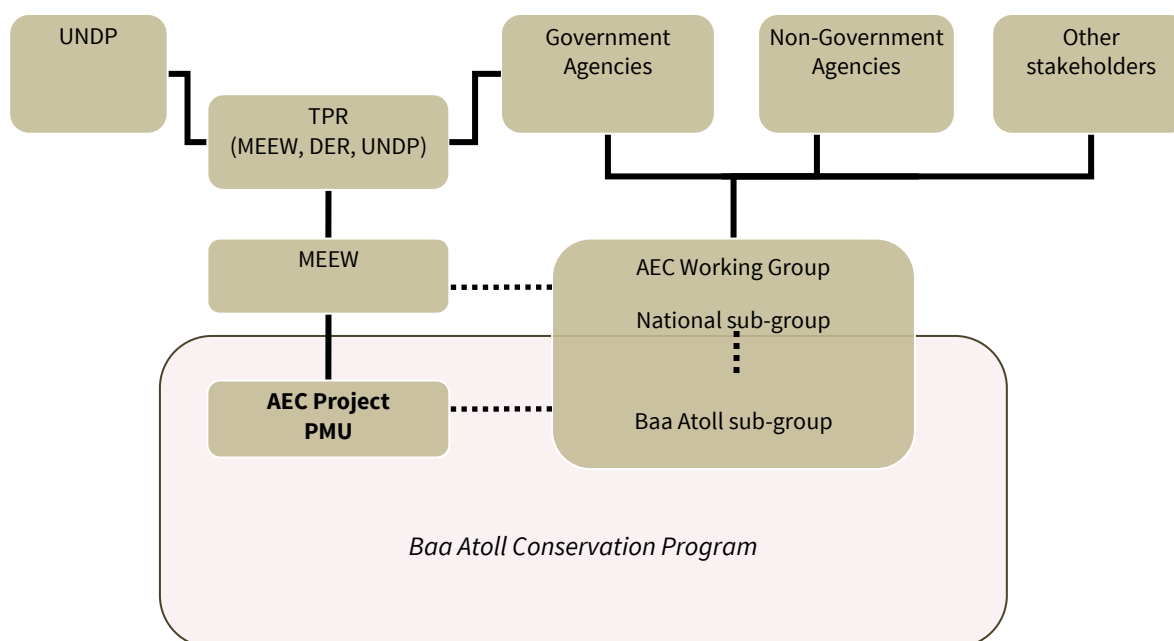 UNDP
Government
Agencies
Non-Government
Agencies
Other
stakeholders
TPR
(MEEW, DER, UNDP)
MEEW
AEC Working Group
National sub-group
AEC Project
PMU
Baa Atoll sub-group
Baa Atoll Conservation Program